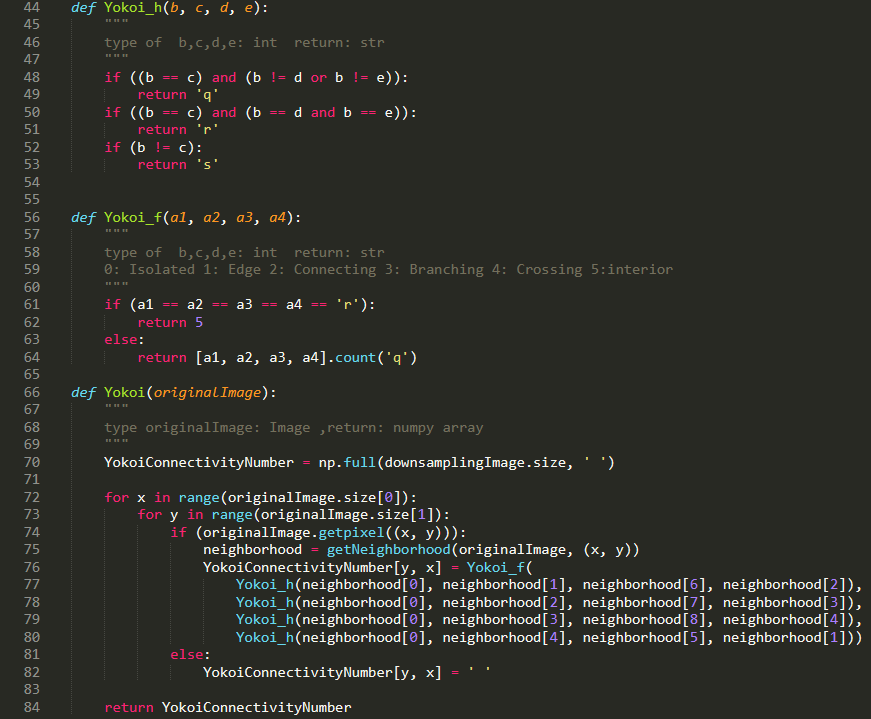 44 def Yokoi_h(b, c, d, e):
45     """
46     type of  b,c,d,e: int  return: str
47     """
48     if ((b == c) and (b != d or b != e)):
49         return 'q'
50     if ((b == c) and (b == d and b == e)):
51         return 'r'
52     if (b != c):
53         return 's'
54
55
56 def Yokoi_f(a1, a2, a3, a4):
57     """
58     type of  b,c,d,e: int  return: str
59     0: Isolated 1: Edge 2: Connecting 3: Branching 4: Crossing 5:interior
60     """
61     if (a1 == a2 == a3 == a4 == 'r'):
62         return 5
63     else:
64         return [a1, a2, a3, a4].count('q')
65
66 def Yokoi(originalImage):
67     """
68     type originalImage: Image ,return: numpy array
69     """
70     YokoiConnectivityNumber = np.full(downsamplingImage.size, ' ')
71
72     for x in range(originalImage.size[0]):
73         for y in range(originalImage.size[1]):
74             if (originalImage.getpixel((x, y))):
75                 neighborhood = getNeighborhood(originalImage, (x, y))
76                 YokoiConnectivityNumber[y, x] = Yokoi_f(
77                     Yokoi_h(neighborhood[0], neighborhood[1], neighborhood[6], neighborhood[2]),
78                     Yokoi_h(neighborhood[0], neighborhood[2], neighborhood[7], neighborhood[3]),
79                     Yokoi_h(neighborhood[0], neighborhood[3], neighborhood[8], neighborhood[4]),
80                     Yokoi_h(neighborhood[0], neighborhood[4], neighborhood[5], neighborhood[1]))
81             else:
82                 YokoiConnectivityNumber[y, x] = ' '
83
84     return YokoiConnectivityNumber